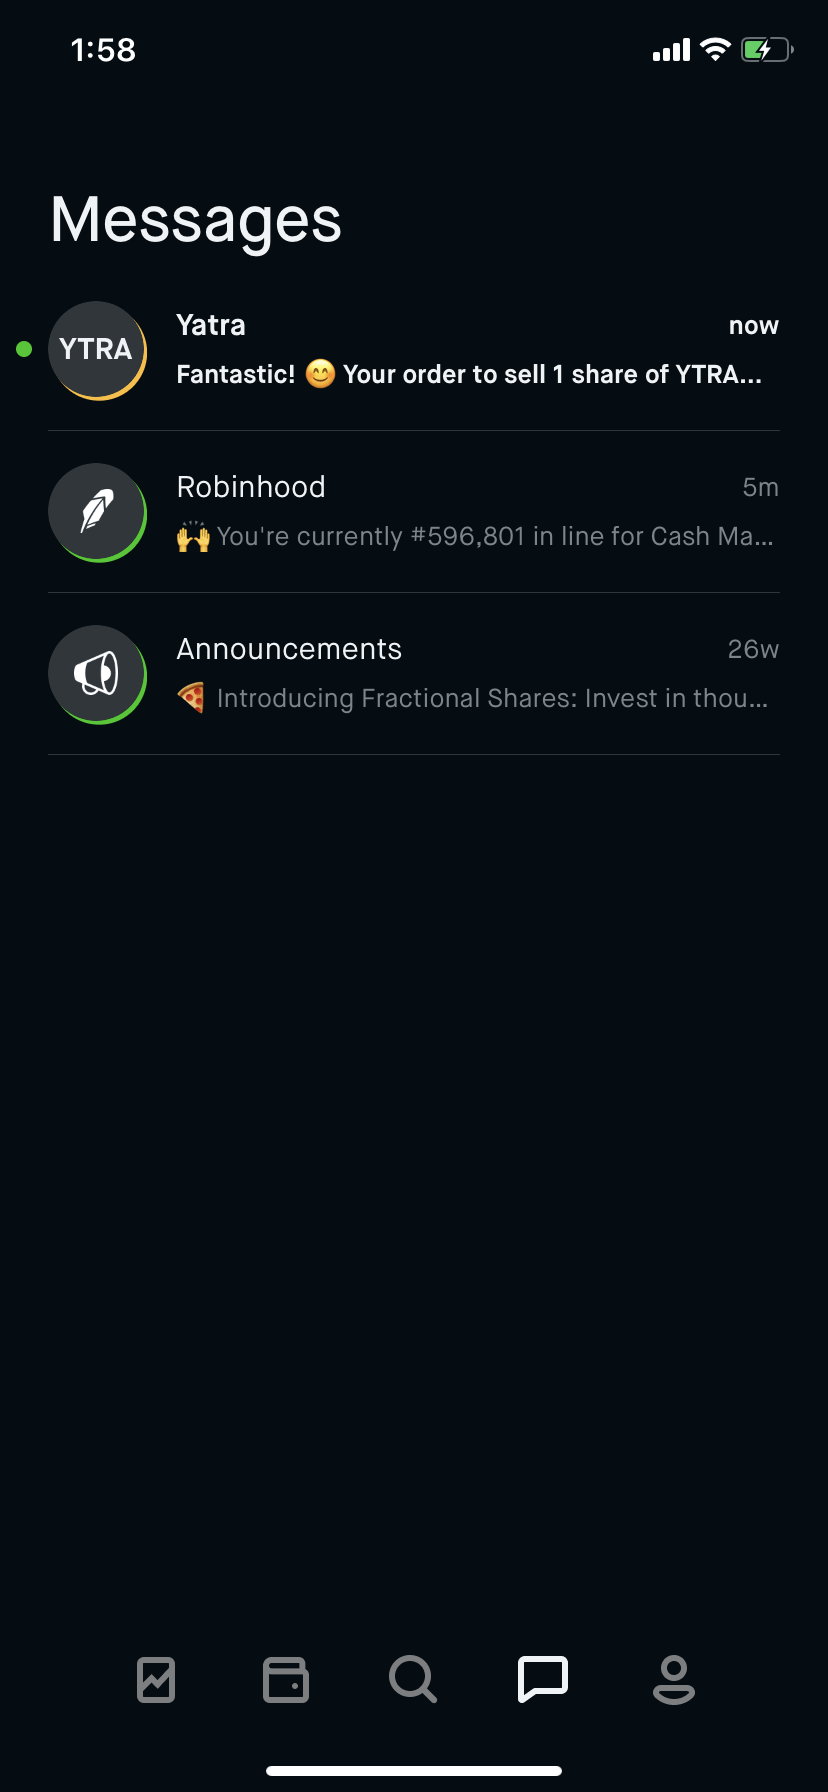 1:58
Messages
YTRA
Yatra
now
Fantastic! 😊 Your order to sell 1 share of YTRA...
Robinhood
5m
🙌 You're currently #596,801 in line for Cash Ma...
Announcements
26w
🍕 Introducing Fractional Shares: Invest in thou...